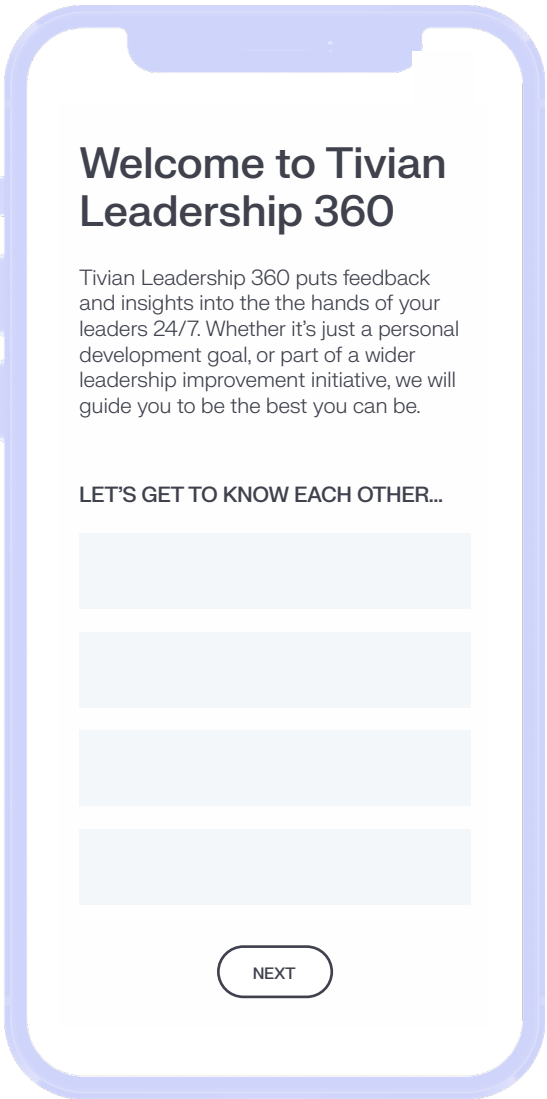 Welcome to Tivian
Leadership 360
Tivian Leadership 360 puts feedback
and insights into the the hands of your
leaders 24/7. Whether it’s just a personal
development goal, or part of a wider
leadership improvement initiative, we will
guide you to be the best you can be.
LET’S GET TO KNOW EACH OTHER...
NEXT